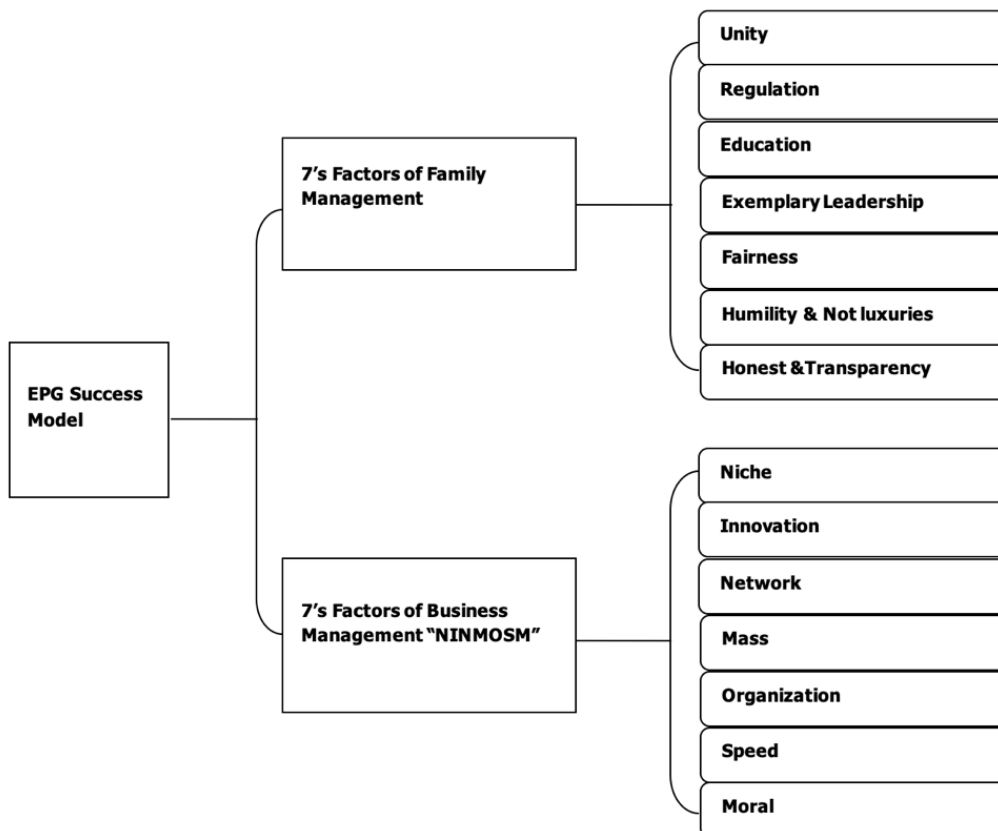 EPG Success
Model
7’s Factors of Family
Management
Unity
Regulation
Education
Exemplary Leadership
Fairness
Humility & Not luxuries
Honest &Transparency
7’s Factors of Business
Management “NINMOSM”
Niche
Innovation
Network
Mass
Organization
Speed
Moral